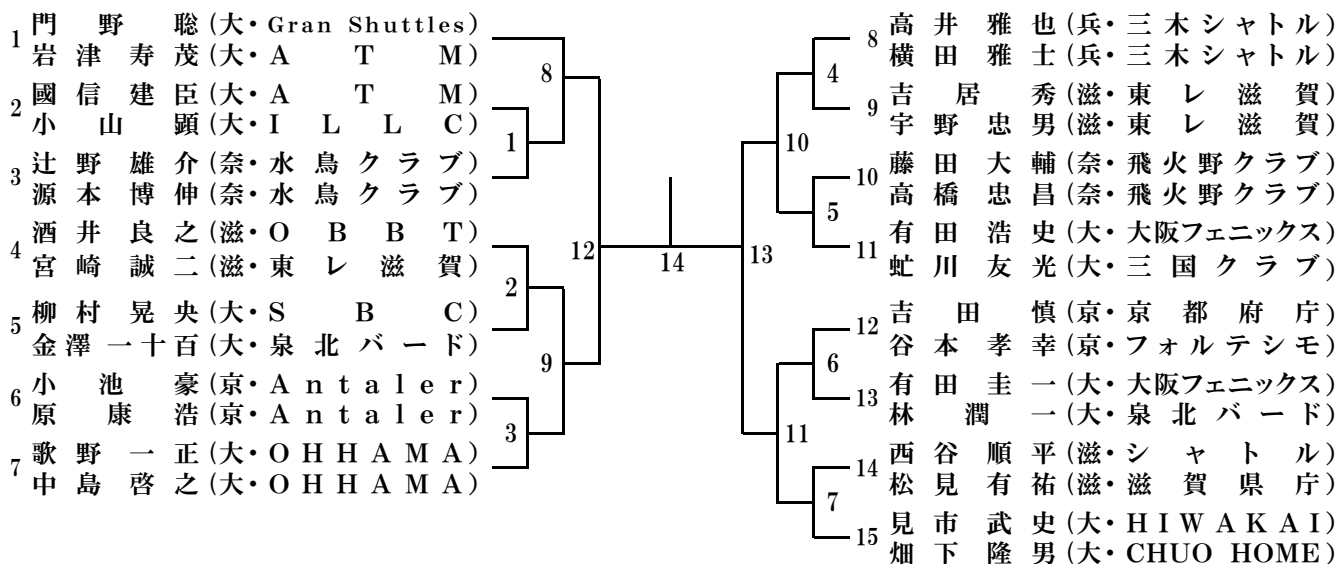 1 門野聡(大・Gran Shuttles)
岩津寿茂(大・ATM)
2 國信建臣(大・ATM)
小山顕(大・ILLC)
3 辻野雄介(奈・水鳥クラブ)
源本博伸(奈・水鳥クラブ)
4 酒井良之(滋・OBBT)
宮崎誠二(滋・東レ滋賀)
5 柳村晃央(大・SBC)
金澤一十百(大・泉北バード)
6 小池豪(京・Antaler)
原康浩(京・Antaler)
7 歌野一正(大・OHHAMA)
中島啓之(大・OHHAMA)
8
1
2
9
3
12
14
13
10
4
5
11
6
7
8 高井雅也(兵・三木シャトル)
横田雅士(兵・三木シャトル)
9 吉居秀(滋・東レ滋賀)
宇野忠男(滋・東レ滋賀)
10 藤田大輔(奈・飛火野クラブ)
高橋忠昌(奈・飛火野クラブ)
11 有田浩史(大・大阪フェニックス)
虻川友光(大・三国クラブ)
12 吉田慎(京・京都府庁)
谷本孝幸(京・フォルテシモ)
13 有田圭一(大・大阪フェニックス)
林潤一(大・泉北バード)
14 西谷順平(滋・シャトル)
松見有祐(滋・滋賀県庁)
15 見市武史(大・HIWAKAI)
畑下隆男(大・CHUO HOME)